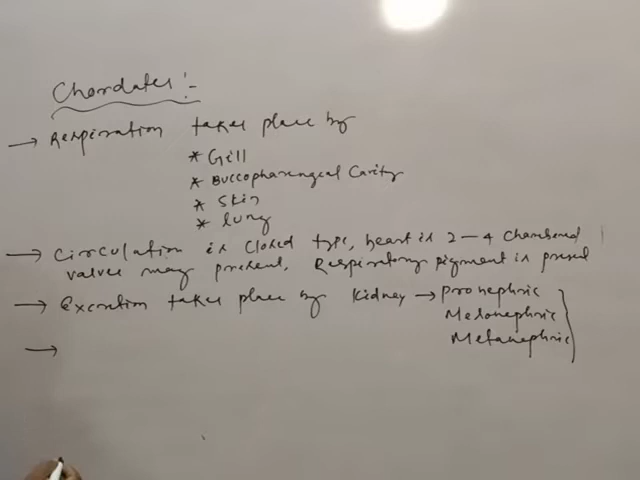 Chordates:-
→ Respiration takes place by
* Gill
* Buccopharengeal Cavity
* Skin
* Lung
→ Circulation is Closed type, heart is 2-4 Chambered
valves may present, Respiratory pigment is present
→ Excretion takes place by Kidney → Pronephric
Mesonephric
Metanephric
→